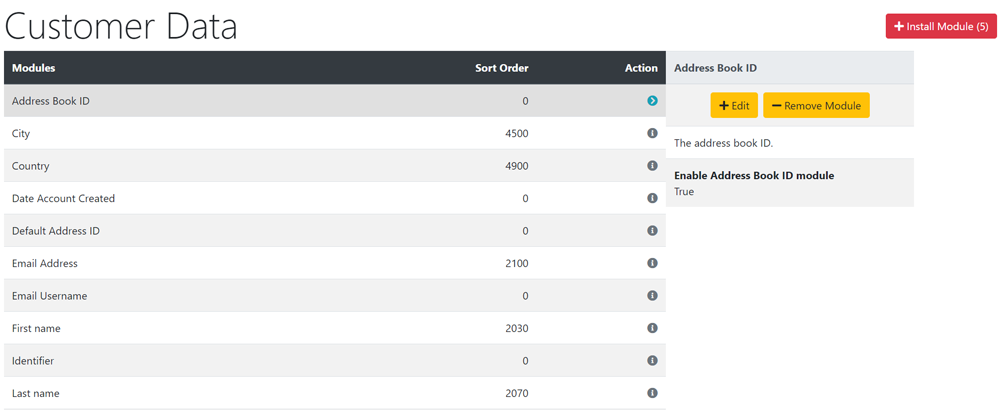 Customer Data
Install Module (5)
Modules Sort Order Action
Address Book ID 0
City 4500
Country 4900
Date Account Created 0
Default Address ID 0
Email Address 2100
Email Username 0
First name 2030
Identifier 0
Last name 2070
Address Book ID
Edit Remove Module
The address book ID.
Enable Address Book ID module
True